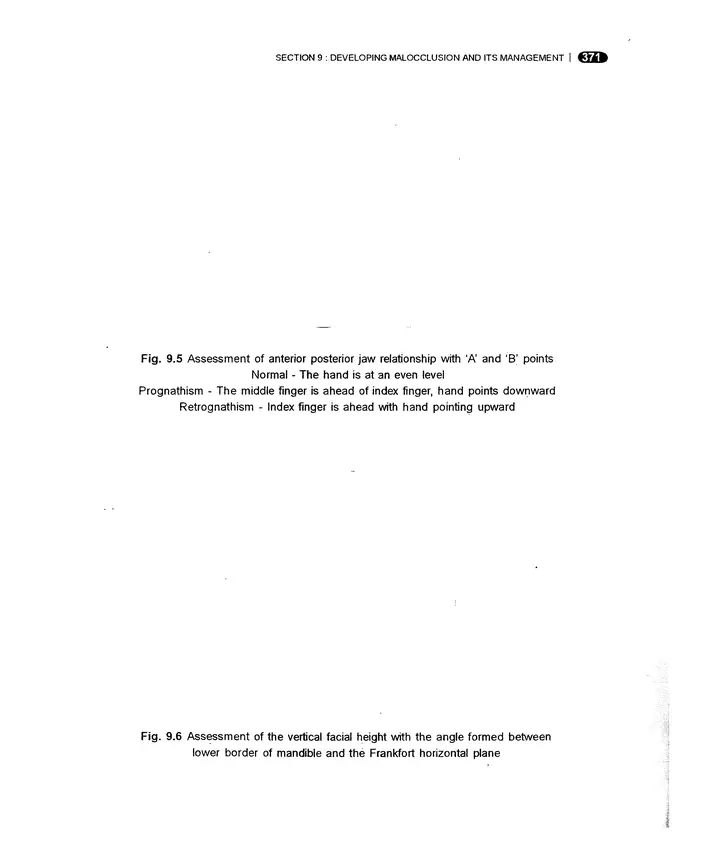 SECTION 9 : DEVELOPING MALOCCLUSION AND ITS MANAGEMENT | 371
Fig. 9.5 Assessment of anterior posterior jaw relationship with ‘A’ and ‘B’ points
Normal - The hand is at an even level
Prognathism - The middle finger is ahead of index finger, hand points downward
Retrognathism - Index finger is ahead with hand pointing upward
Fig. 9.6 Assessment of the vertical facial height with the angle formed between
lower border of mandible and the Frankfort horizontal plane